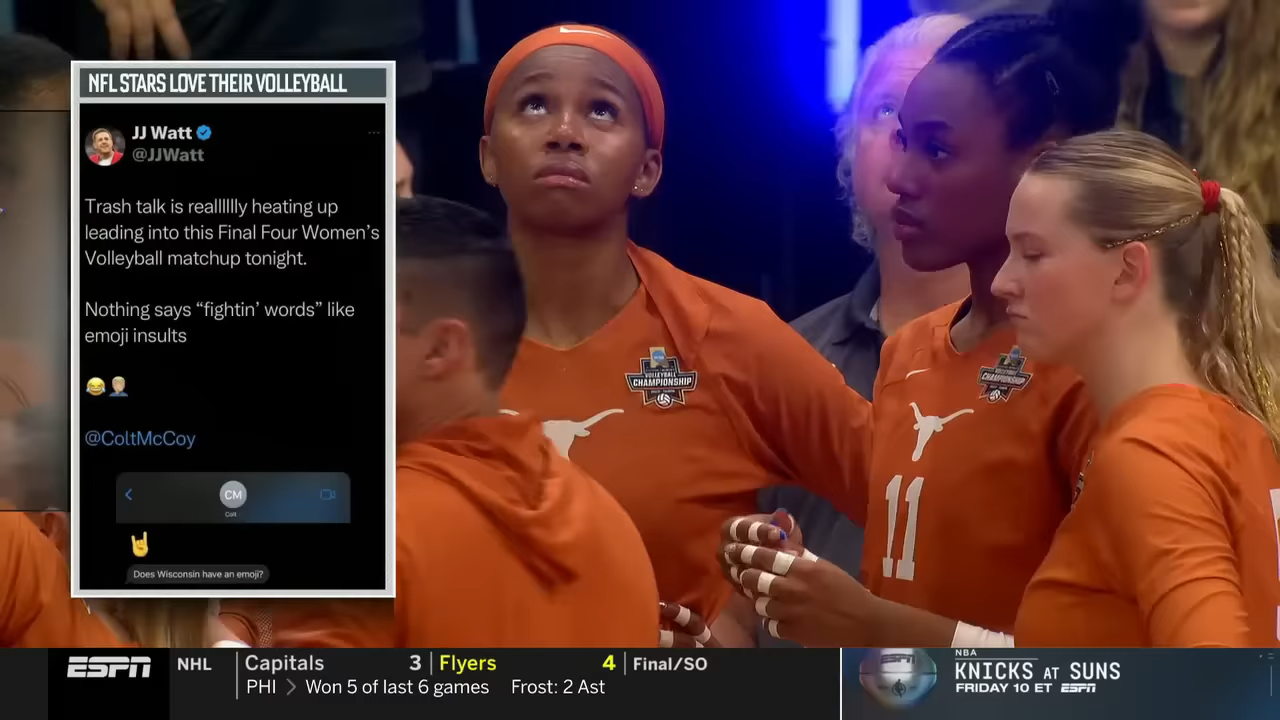 NFL STARS LOVE THEIR VOLLEYBALL
JJ Watt
@JJWatt
Trash talk is realllllly heating up
leading into this Final Four Women's
Volleyball matchup tonight.
Nothing says “fightin’ words” like
emoji insults
@ColtMcCoy
CM
Colt
Does Wisconsin have an emoji?
VOLLEYBALL
CHAMPIONSHIP
VOLLEYBALL
CHAMPIONSHIP
11
ESPN
NHL
Capitals 3
Flyers 4
Final/SO
PHI > Won 5 of last 6 games Frost: 2 Ast
ESPN
NBA
KNICKS AT SUNS
FRIDAY 10 ET ESPN